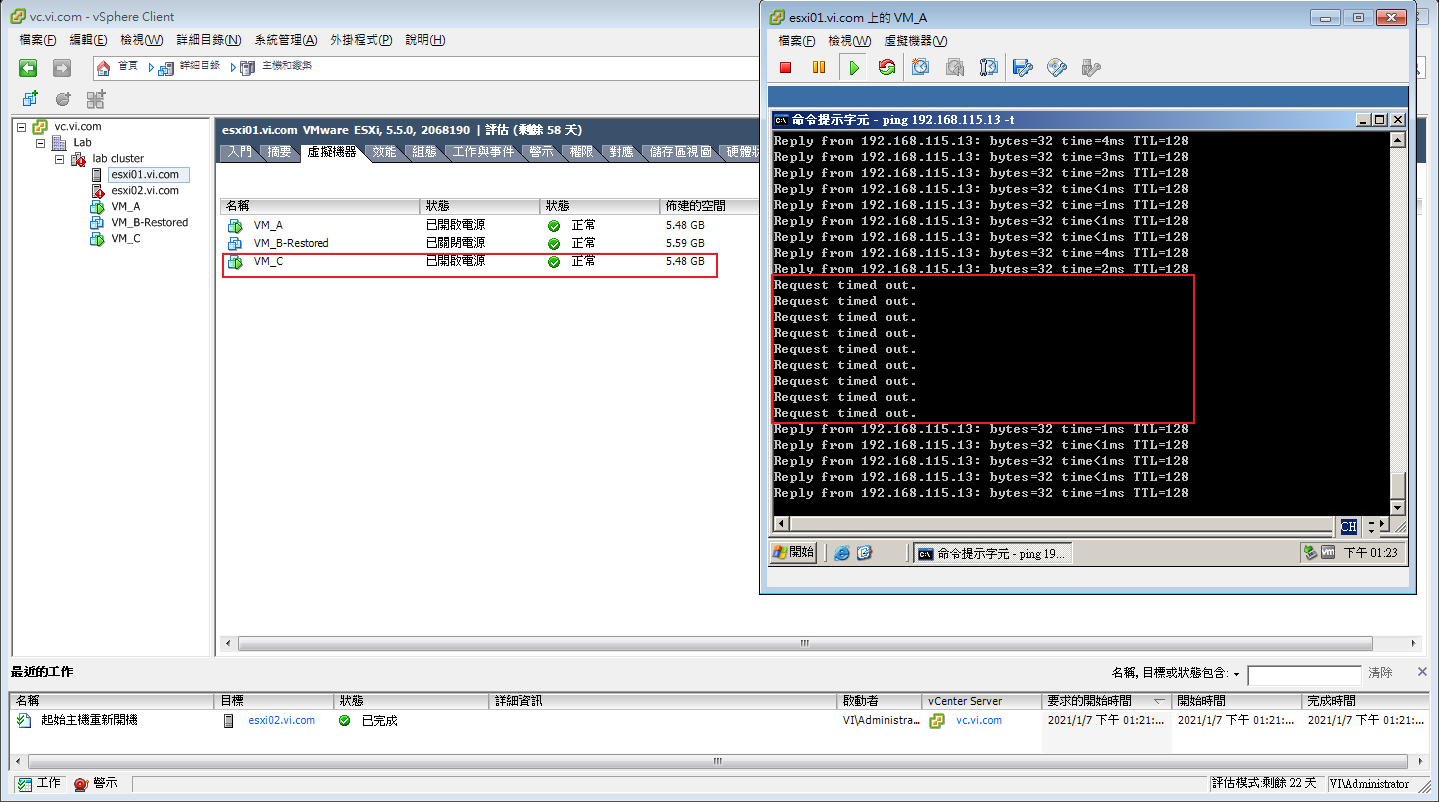 vc.vi.com - vSphere Client
檔案(F) 編輯(E) 檢視(W) 詳細目錄(N) 系統管理(A) 外掛程式(P) 說明(H)
首頁 詳細目錄 主機和叢集
vc.vi.com
Lab
lab cluster
esxi01.vi.com
esxi02.vi.com
VM_A
VM_B-Restored
VM_C
esxi01.vi.com VMware ESXi, 5.5.0, 2068190 | 評估 (剩餘 58 天)
入門 摘要 虛擬機器 效能 組態 工作與事件 警示 權限 對應 儲存區視圖 硬體狀
名稱 狀態 狀態 佈建的空間
VM_A 已開啟電源 正常 5.48 GB
VM_B-Restored 已關閉電源 正常 5.59 GB
VM_C 已開啟電源 正常 5.48 GB
esxi01.vi.com 上的 VM_A
檔案(F) 檢視(W) 虛擬機器(V)
命令提示字元 - ping 192.168.115.13 -t
Reply from 192.168.115.13: bytes=32 time=4ms TTL=128
Reply from 192.168.115.13: bytes=32 time=3ms TTL=128
Reply from 192.168.115.13: bytes=32 time=2ms TTL=128
Reply from 192.168.115.13: bytes=32 time<1ms TTL=128
Reply from 192.168.115.13: bytes=32 time=1ms TTL=128
Reply from 192.168.115.13: bytes=32 time<1ms TTL=128
Reply from 192.168.115.13: bytes=32 time<1ms TTL=128
Reply from 192.168.115.13: bytes=32 time=4ms TTL=128
Reply from 192.168.115.13: bytes=32 time=2ms TTL=128
Request timed out.
Request timed out.
Request timed out.
Request timed out.
Request timed out.
Request timed out.
Request timed out.
Request timed out.
Request timed out.
Reply from 192.168.115.13: bytes=32 time=1ms TTL=128
Reply from 192.168.115.13: bytes=32 time<1ms TTL=128
Reply from 192.168.115.13: bytes=32 time=1ms TTL=128
Reply from 192.168.115.13: bytes=32 time<1ms TTL=128
Reply from 192.168.115.13: bytes=32 time=1ms TTL=128
CH
開始 命令提示字元 - ping 19... 下午 01:23
最近的工作 名稱, 目標或狀態包含: 清除
名稱 目標 狀態 詳細資訊 啟動者 vCenter Server 要求的開始時間 開始時間 完成時間
起始主機重新開機 esxi02.vi.com 已完成 VI\Administra... vc.vi.com 2021/1/7 下午 01:21:... 2021/1/7 下午 01:21:... 2021/1/7 下午 01:21:...
工作 警示 評估模式:剩餘 22 天 VI\Administrator